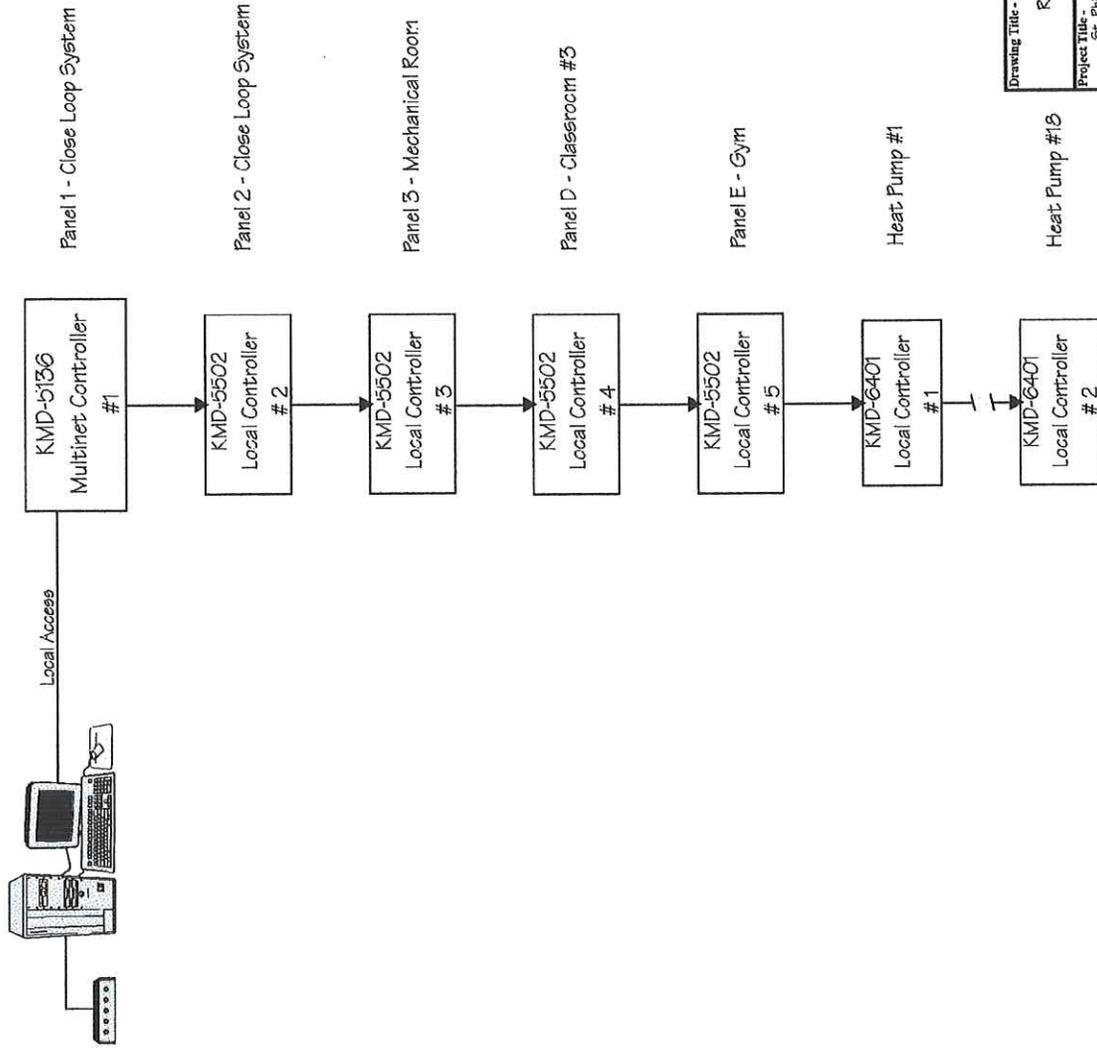 Local Access
KMD-5136
Multinet Controller
#1
Panel 1 - Close Loop System
KMD-5502
Local Controller
# 2
Panel 2 - Close Loop System
KMD-5502
Local Controller
# 3
Panel 3 - Mechanical Room
KMD-5502
Local Controller
# 4
Panel D - Classroom #3
KMD-5502
Local Controller
# 5
Panel E - Gym
KMD-6401
Local Controller
# 1
Heat Pump #1
KMD-6401
Local Controller
# 2
Heat Pump #18
Drawing Title -
R
Project Title -